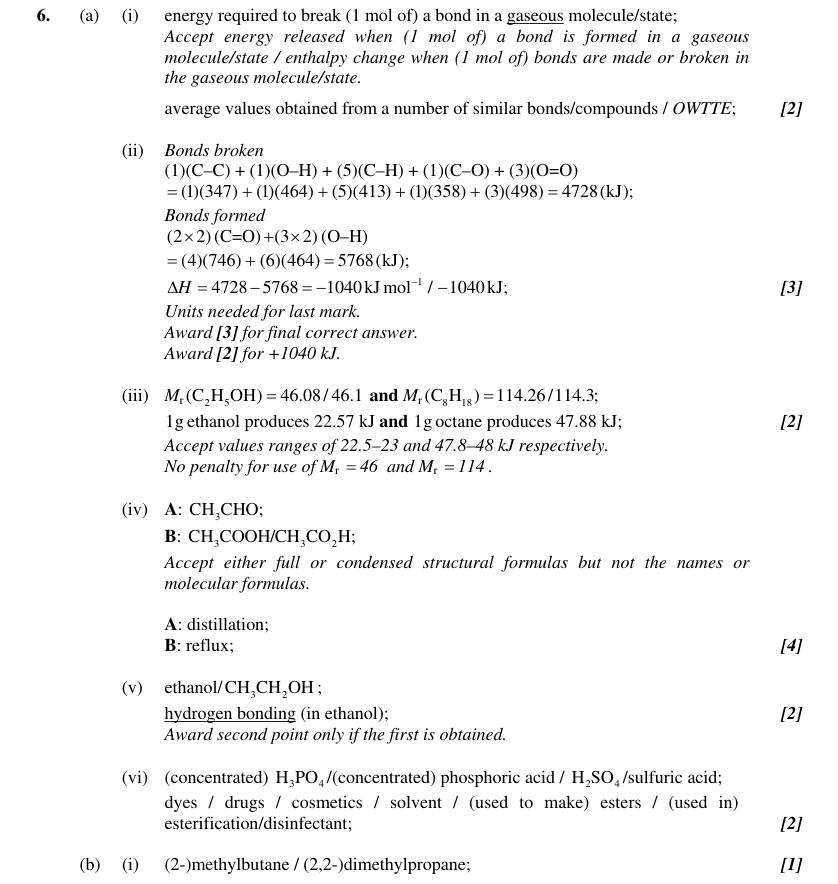 6. (a) (i) energy required to break (1 mol of) a bond in a gaseous molecule/state;
Accept energy released when (1 mol of) a bond is formed in a gaseous
molecule/state / enthalpy change when (1 mol of) bonds are made or broken in
the gaseous molecule/state.
average values obtained from a number of similar bonds/compounds / OWTTE; [2]
(ii) Bonds broken
(1)(C–C) + (1)(O–H) + (5)(C–H) + (1)(C–O) + (3)(O=O)
= (1)(347) + (1)(464) + (5)(413) + (1)(358) + (3)(498) = 4728 (kJ);
Bonds formed
(2×2) (C=O)+(3×2) (O–H)
= (4)(746) + (6)(464) = 5768 (kJ);
ΔH = 4728 – 5768 = –1040 kJ mol⁻¹ / –1040 kJ; [3]
Units needed for last mark.
Award [3] for final correct answer.
Award [2] for +1040 kJ.
(iii) Mᵣ(C₂H₅OH) = 46.08 / 46.1 and Mᵣ(C₈H₁₈) = 114.26/114.3;
1g ethanol produces 22.57 kJ and 1g octane produces 47.88 kJ; [2]
Accept values ranges of 22.5–23 and 47.8–48 kJ respectively.
No penalty for use of Mᵣ = 46 and Mᵣ = 114.
(iv) A: CH₃CHO;
B: CH₃COOH/CH₃CO₂H;
Accept either full or condensed structural formulas but not the names or
molecular formulas.
A: distillation;
B: reflux; [4]
(v) ethanol/CH₃CH₂OH ;
hydrogen bonding (in ethanol); [2]
Award second point only if the first is obtained.
(vi) (concentrated) H₃PO₄/(concentrated) phosphoric acid / H₂SO₄/sulfuric acid;
dyes / drugs / cosmetics / solvent / (used to make) esters / (used in)
esterification/disinfectant; [2]
(b) (i) (2-)methylbutane / (2,2-)dimethylpropane; [1]